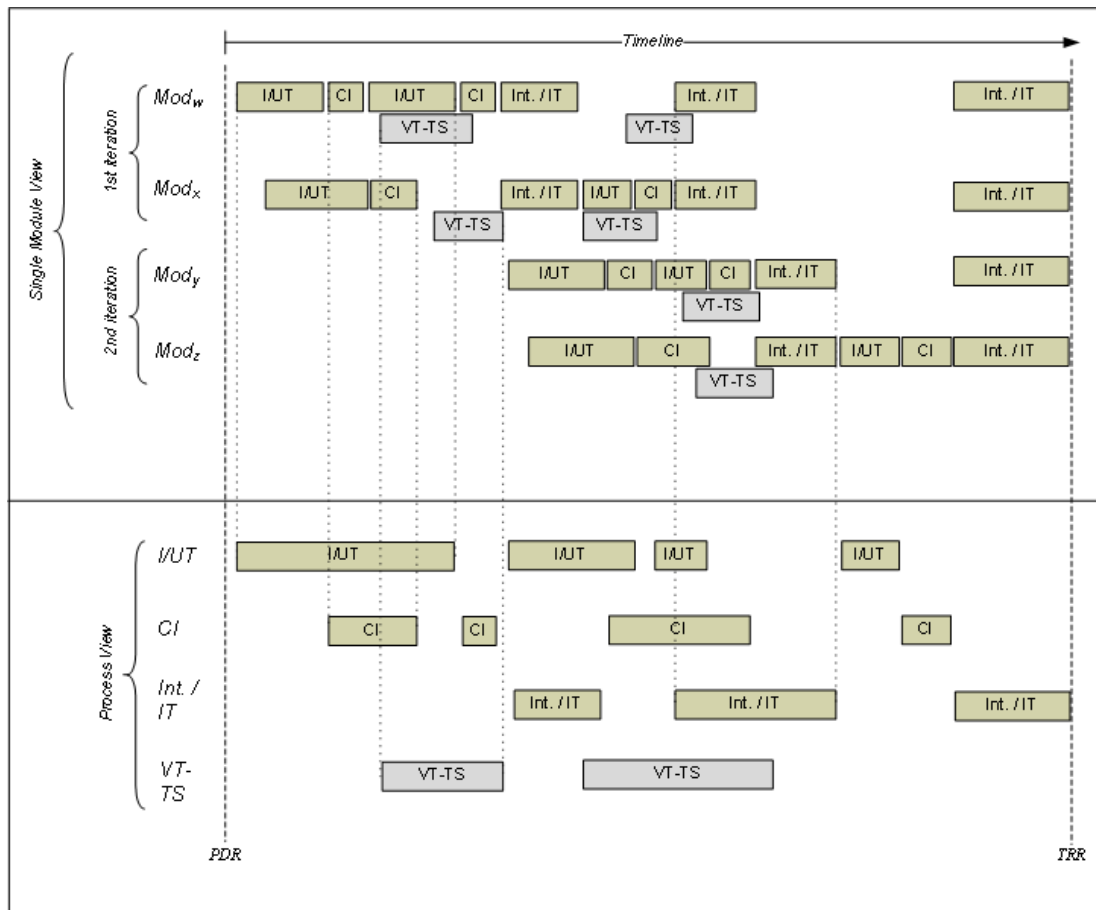 Timeline
Single Module View
1st iteration
Modw I/UT CI I/UT CI Int. / IT Int. / IT Int. / IT
VT-TS VT-TS
Modx I/UT CI Int. / IT I/UT CI Int. / IT Int. / IT
VT-TS VT-TS
2nd iteration
Mody I/UT CI I/UT CI Int. / IT Int. / IT
VT-TS
Modz I/UT CI Int. / IT I/UT CI Int. / IT
VT-TS
Process View
I/UT I/UT I/UT I/UT I/UT
CI CI CI CI CI
Int. /
IT
Int. / IT Int. / IT Int. / IT
VT-
TS
VT-TS VT-TS
PDR TRR